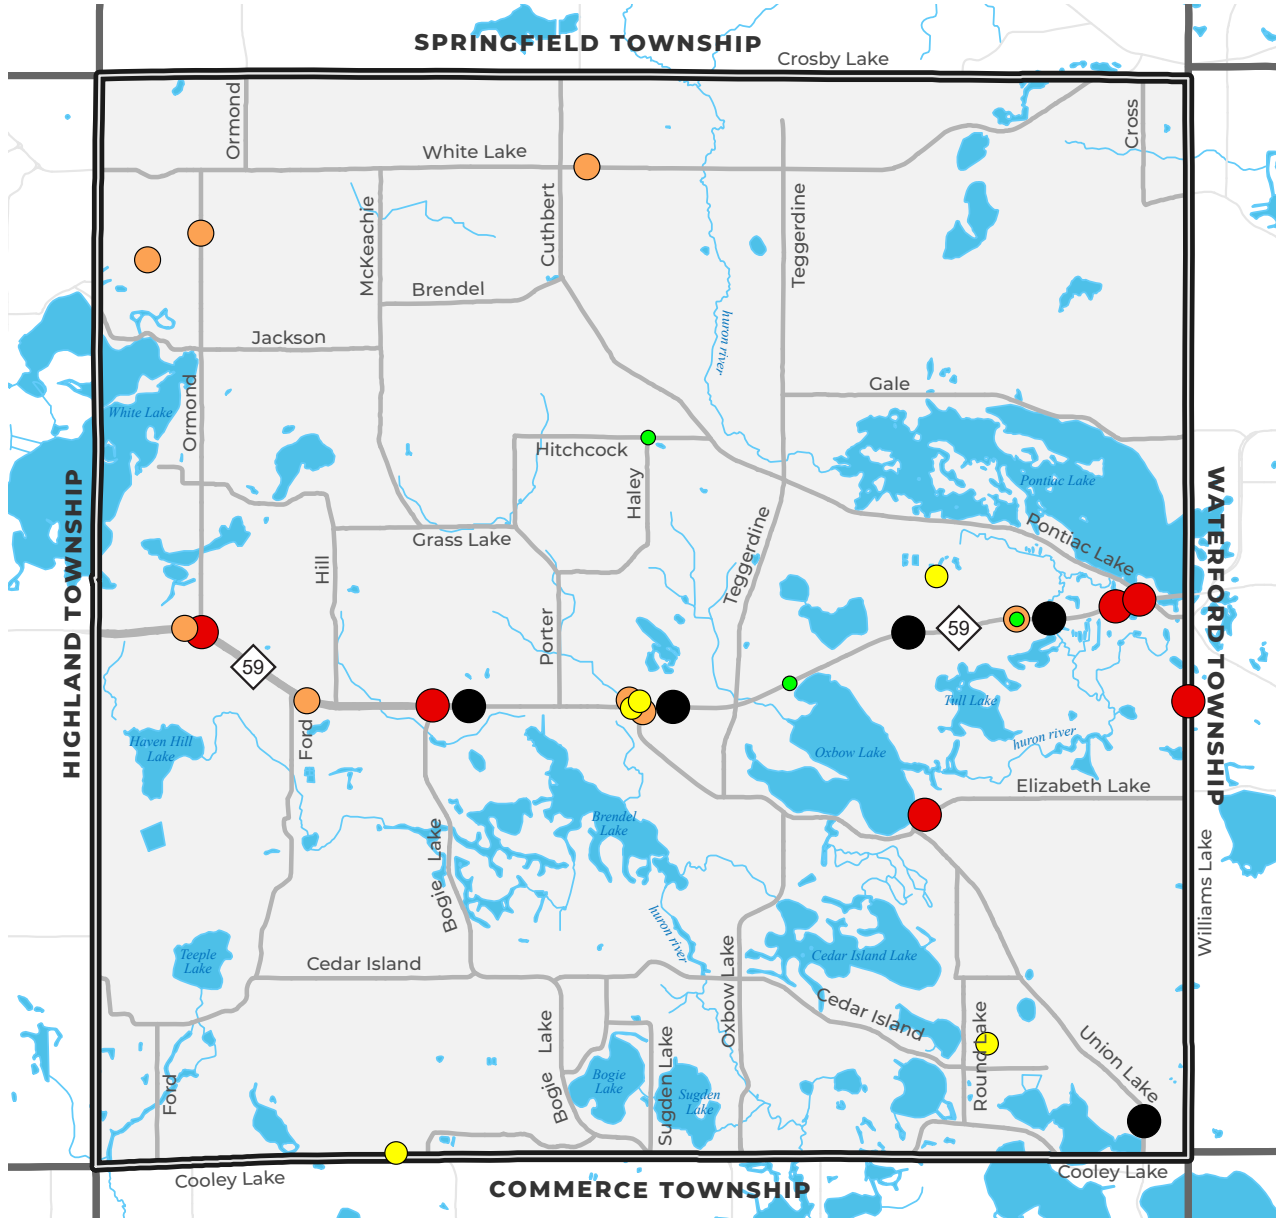 SPRINGFIELD TOWNSHIP
Crosby Lake
Ormond
Cross
White Lake
McKeachie
Cuthbert
Teggerdine
Brendel
huron river
Jackson
Ormond
White Lake
Gale
Hitchcock
Haley
Pontiac Lake
Pontiac Lake
Grass Lake
Hill
Teggerdine
HIGHLAND TOWNSHIP
WATERFORD TOWNSHIP
Porter
59
59
Tull Lake
Ford
Haven Hill
Lake
Oxbow Lake
huron river
Elizabeth Lake
Brendel
Lake
Bogie Lake
Williams Lake
huron river
Teeple
Lake
Cedar Island
Oxbow Lake
Cedar Island Lake
Cedar Island
Round Lake
Union Lake
Bogie Lake
Sugden Lake
Bogie
Lake
Sugden
Lake
Ford
Cooley Lake
Cooley Lake
COMMERCE TOWNSHIP